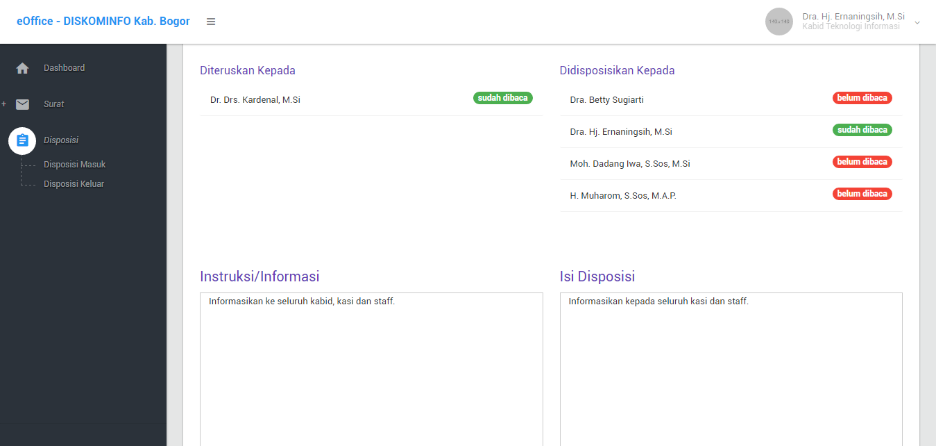 eOffice - DISKOMINFO Kab. Bogor
Dra. Hj. Ernaningsih, M.Si
Kabid Teknologi Informasi
Dashboard
+ Surat
Disposisi
Disposisi Masuk
Disposisi Keluar
Diteruskan Kepada
Dr. Drs. Kardenal, M.Si sudah dibaca
Didisposisikan Kepada
Dra. Betty Sugiarti belum dibaca
Dra. Hj. Ernaningsih, M.Si sudah dibaca
Moh. Dadang Iwa, S.Sos, M.Si belum dibaca
H. Muharom, S.Sos, M.A.P. belum dibaca
Instruksi/Informasi
Informasikan ke seluruh kabid, kasi dan staff.
Isi Disposisi
Informasikan kepada seluruh kasi dan staff.